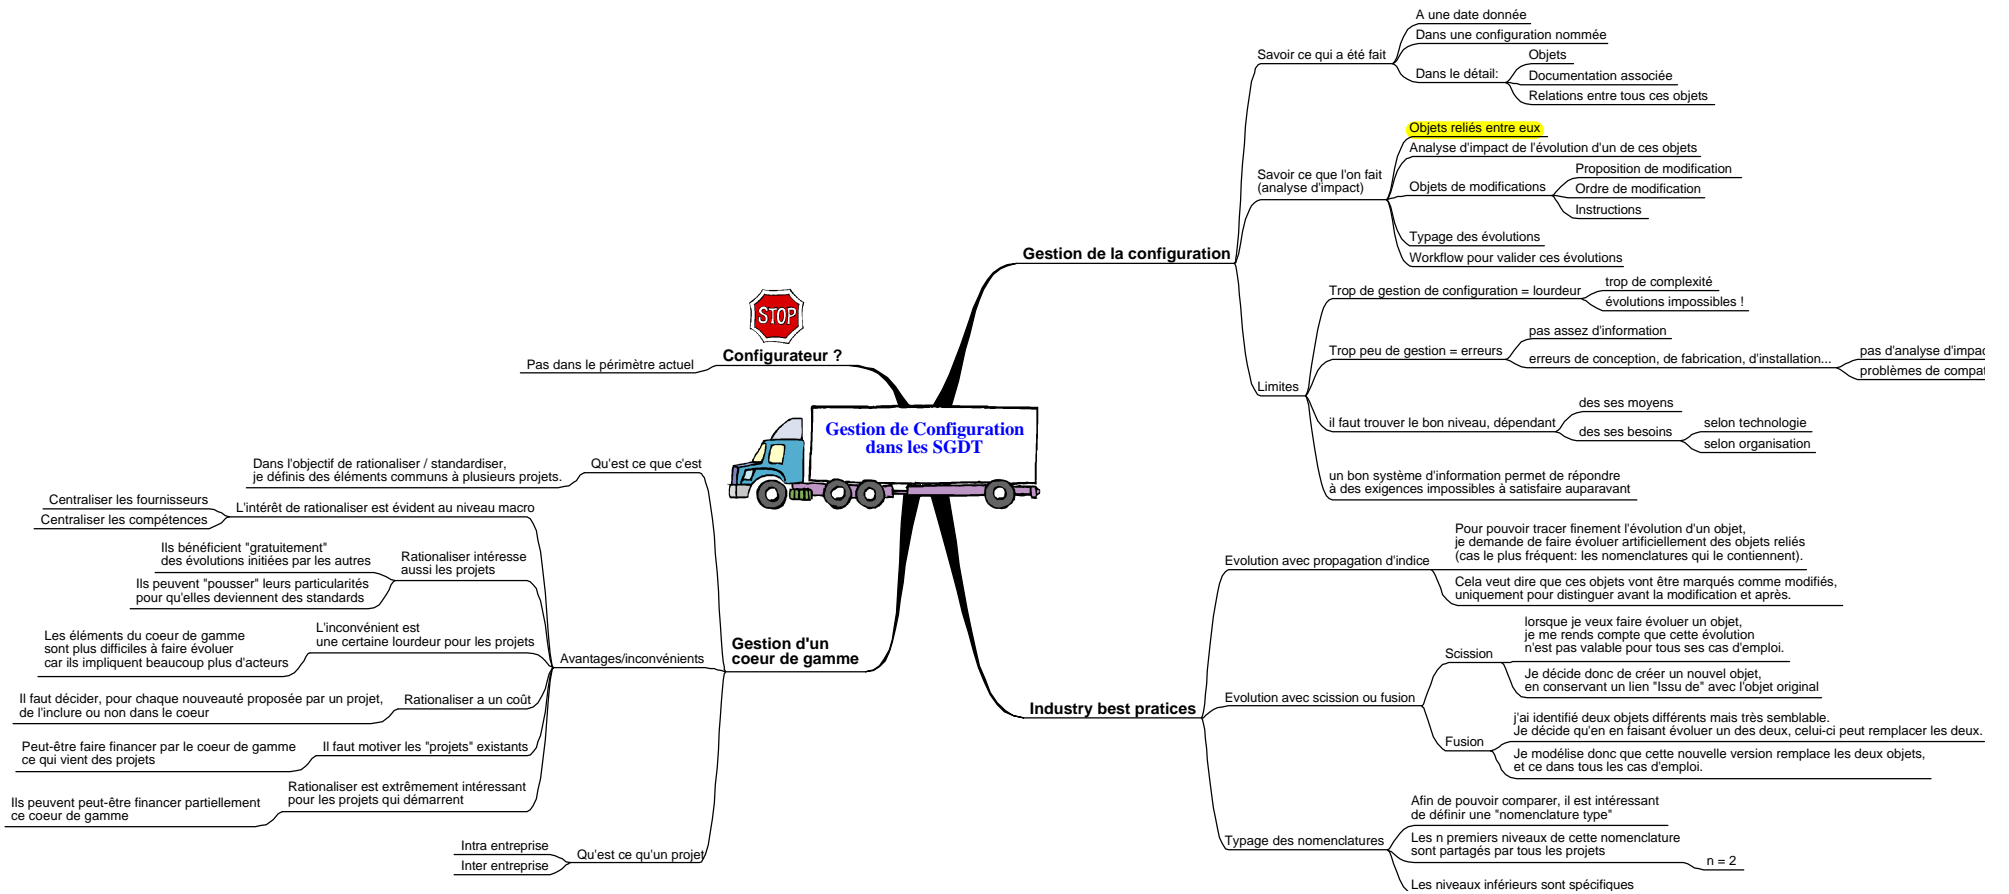 Gestion de Configuration
dans les SGDT
Gestion de la configuration
Savoir ce qui a été fait
A une date donnée
Dans une configuration nommée
Dans le détail:
Objets
Documentation associée
Relations entre tous ces objets
Savoir ce que l'on fait
(analyse d'impact)
Objets reliés entre eux
Analyse d'impact de l'évolution d'un de ces objets
Objets de modifications
Proposition de modification
Ordre de modification
Instructions
Typage des évolutions
Workflow pour valider ces évolutions
Limites
Trop de gestion de configuration = lourdeur
trop de complexité
évolutions impossibles !
Trop peu de gestion = erreurs
pas assez d'information
erreurs de conception, de fabrication, d'installation...
pas d'analyse d'impac
problèmes de compat
il faut trouver le bon niveau, dépendant
des ses moyens
des ses besoins
selon technologie
selon organisation
un bon système d'information permet de répondre
à des exigences impossibles à satisfaire auparavant
Industry best pratices
Evolution avec propagation d'indice
Pour pouvoir tracer finement l'évolution d'un objet,
je demande de faire évoluer artificiellement des objets reliés
(cas le plus fréquent: les nomenclatures qui le contiennent).
Cela veut dire que ces objets vont être marqués comme modifiés,
uniquement pour distinguer avant la modification et après.
Evolution avec scission ou fusion
Scission
lorsque je veux faire évoluer un objet,
je me rends compte que cette évolution
n'est pas valable pour tous ses cas d'emploi.
Je décide donc de créer un nouvel objet,
en conservant un lien "Issu de" avec l'objet original
Fusion
j'ai identifié deux objets différents mais très semblable.
Je décide qu'en en faisant évoluer un des deux, celui-ci peut remplacer les deux.
Je modélise donc que cette nouvelle version remplace les deux objets,
et ce dans tous les cas d'emploi.
Typage des nomenclatures
Afin de pouvoir comparer, il est intéressant
de définir une "nomenclature type"
Les n premiers niveaux de cette nomenclature
sont partagés par tous les projets
n = 2
Les niveaux inférieurs sont spécifiques
STOP
Configurateur ?
Pas dans le périmètre actuel
Gestion d'un
coeur de gamme
Qu'est ce que c'est
Dans l'objectif de rationaliser / standardiser,
je définis des éléments communs à plusieurs projets.
Avantages/inconvénients
L'intérêt de rationaliser est évident au niveau macro
Centraliser les fournisseurs
Centraliser les compétences
Rationaliser intéresse
aussi les projets
Ils bénéficient "gratuitement"
des évolutions initiées par les autres
Ils peuvent "pousser" leurs particularités
pour qu'elles deviennent des standards
L'inconvénient est
une certaine lourdeur pour les projets
Les éléments du coeur de gamme
sont plus difficiles à faire évoluer
car ils impliquent beaucoup plus d'acteurs
Rationaliser a un coût
Il faut décider, pour chaque nouveauté proposée par un projet,
de l'inclure ou non dans le coeur
Il faut motiver les "projets" existants
Peut-être faire financer par le coeur de gamme
ce qui vient des projets
Rationaliser est extrêmement intéressant
pour les projets qui démarrent
Ils peuvent peut-être financer partiellement
ce coeur de gamme
Qu'est ce qu'un projet
Intra entreprise
Inter entreprise